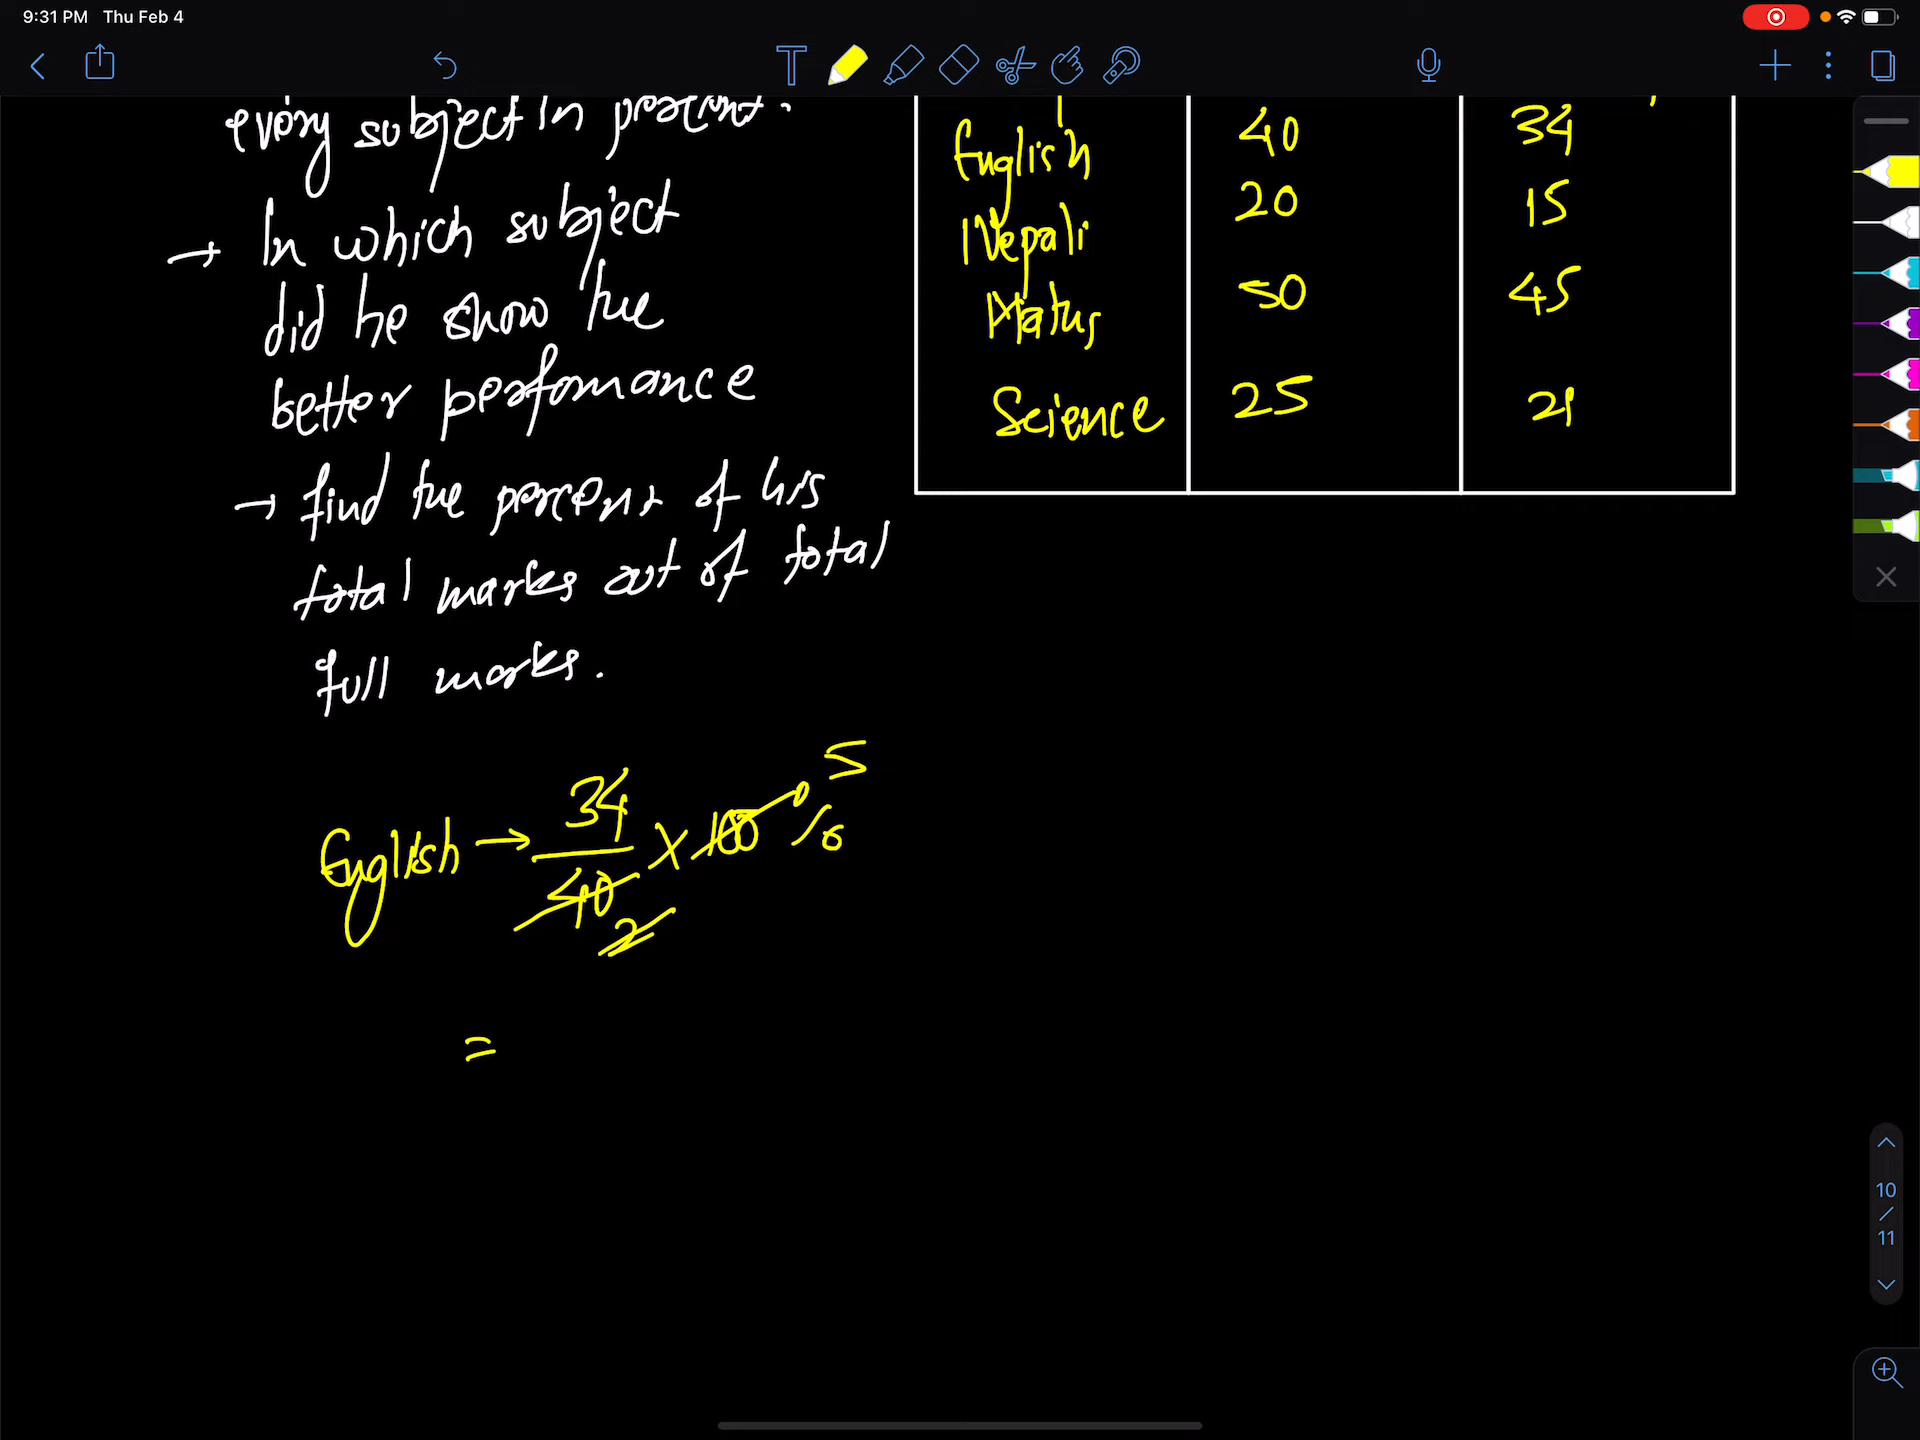 9:31 PM Thu Feb 4
every subject in percent.
→ In which subject
did he show the
better perfomance
→ find the percent of his
total marks out of total
full marks.
English 40 34
Nepali 20 15
Maths 50 45
Science 25 21
5
English → 34/40 × 100 %
2
=
10
/
11